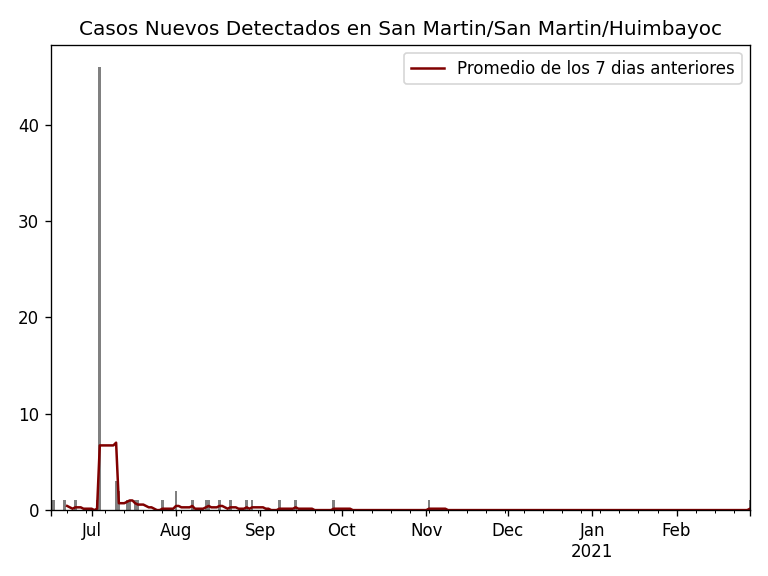 Casos Nuevos Detectados en San Martin/San Martin/Huimbayoc
Promedio de los 7 dias anteriores
40
30
20
10
0
Jul Aug Sep Oct Nov Dec Jan Feb
2021